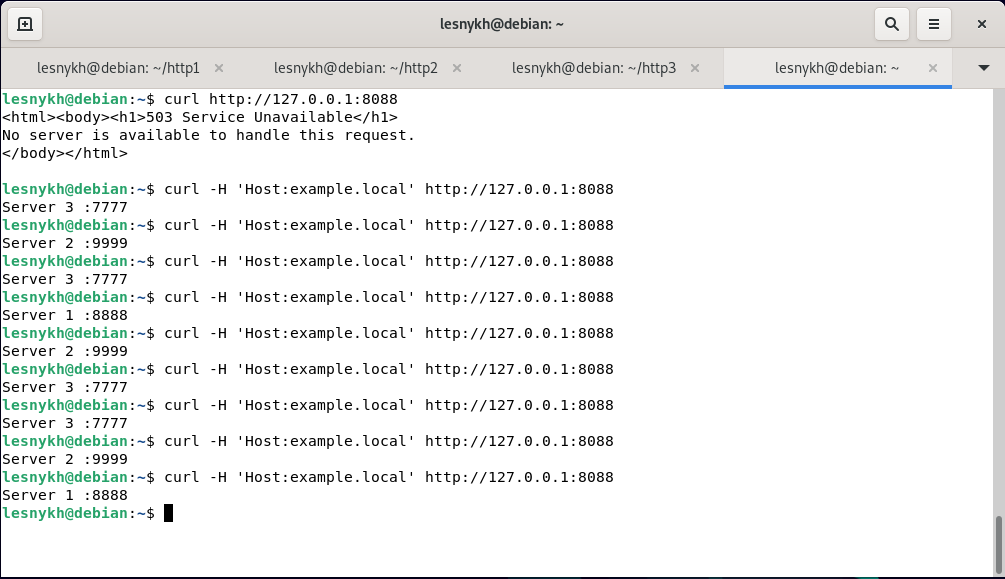 lesnykh@debian: ~
lesnykh@debian: ~/http1
lesnykh@debian: ~/http2
lesnykh@debian: ~/http3
lesnykh@debian: ~
lesnykh@debian:~$ curl http://127.0.0.1:8088
<html><body><h1>503 Service Unavailable</h1>
No server is available to handle this request.
</body></html>
lesnykh@debian:~$ curl -H 'Host:example.local' http://127.0.0.1:8088
Server 3 :7777
lesnykh@debian:~$ curl -H 'Host:example.local' http://127.0.0.1:8088
Server 2 :9999
lesnykh@debian:~$ curl -H 'Host:example.local' http://127.0.0.1:8088
Server 3 :7777
lesnykh@debian:~$ curl -H 'Host:example.local' http://127.0.0.1:8088
Server 1 :8888
lesnykh@debian:~$ curl -H 'Host:example.local' http://127.0.0.1:8088
Server 2 :9999
lesnykh@debian:~$ curl -H 'Host:example.local' http://127.0.0.1:8088
Server 3 :7777
lesnykh@debian:~$ curl -H 'Host:example.local' http://127.0.0.1:8088
Server 3 :7777
lesnykh@debian:~$ curl -H 'Host:example.local' http://127.0.0.1:8088
Server 2 :9999
lesnykh@debian:~$ curl -H 'Host:example.local' http://127.0.0.1:8088
Server 1 :8888
lesnykh@debian:~$